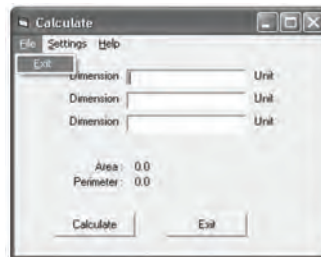 Calculate
File Settings Help
Exit
Dimension Unit
Dimension Unit
Dimension Unit
Area: 0.0
Perimeter: 0.0
Calculate Exit